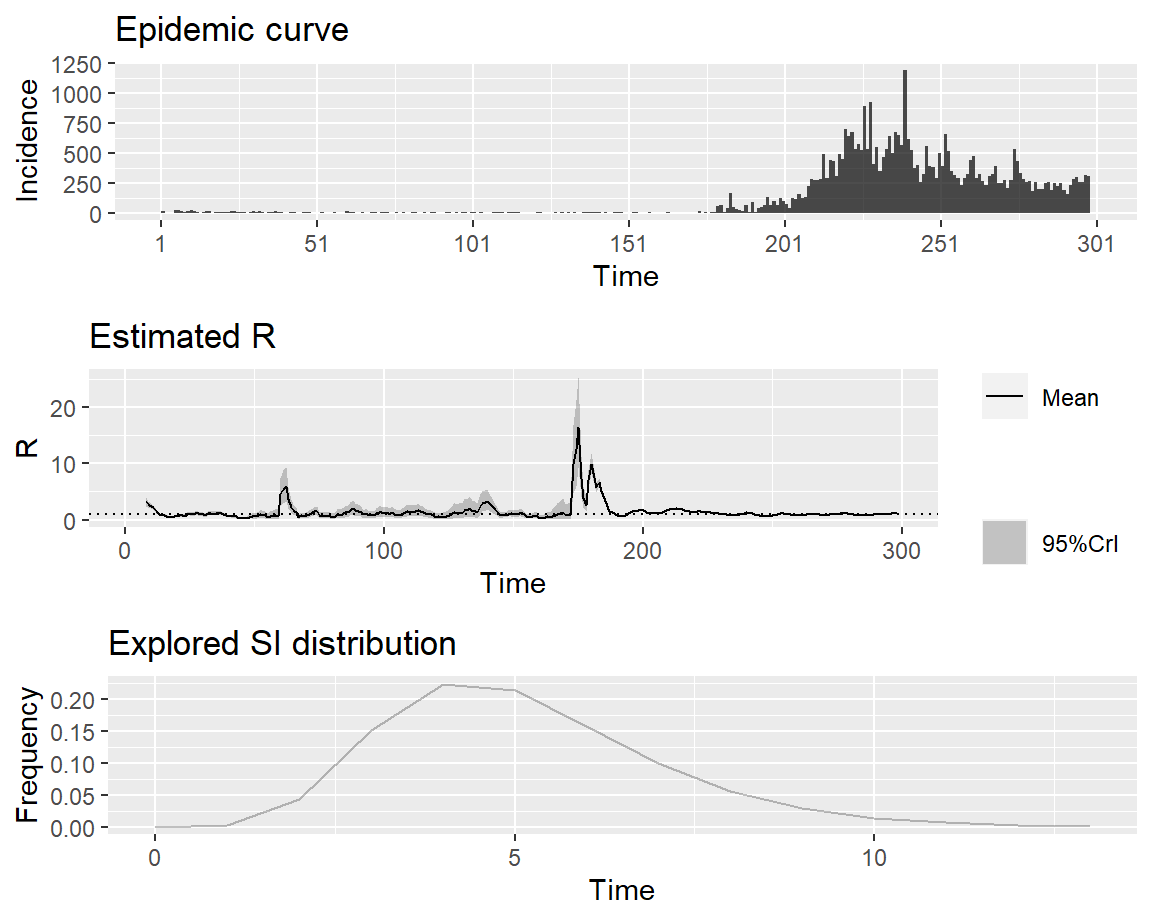 Epidemic curve
Incidence
1250
1000
750
500
250
0
1 51 101 151 201 251 301
Time
Estimated R
R
20
10
0
0 100 200 300
Time
Mean
95%CrI
Explored SI distribution
Frequency
0.20
0.15
0.10
0.05
0.00
0 5 10
Time